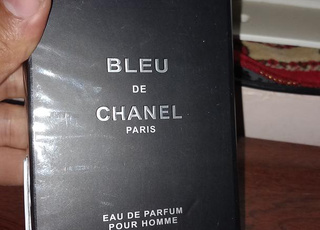 BLEU
DE
CHANEL
PARIS
EAU DE PARFUM
POUR HOMME